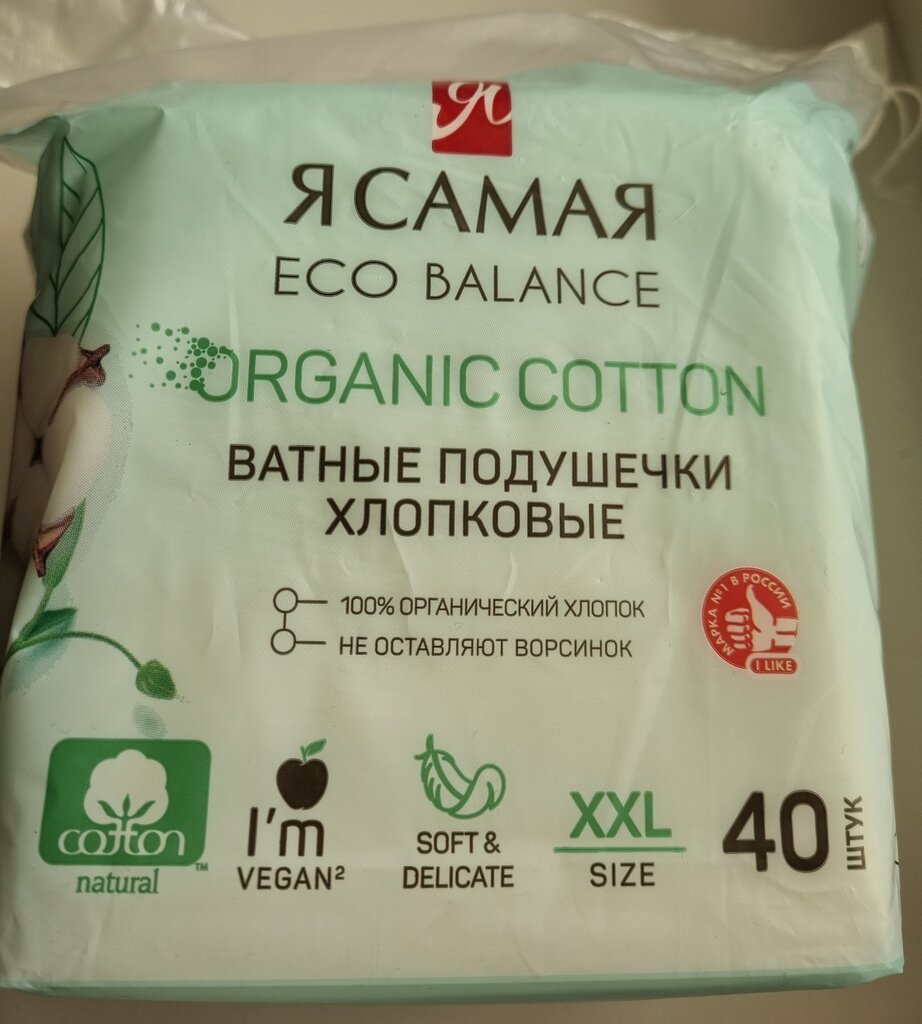 Я
Я САМАЯ
ECO BALANCE
ORGANIC COTTON
ВАТНЫЕ ПОДУШЕЧКИ
ХЛОПКОВЫЕ
100% ОРГАНИЧЕСКИЙ ХЛОПОК
НЕ ОСТАВЛЯЮТ ВОРСИНОК
МАРКА №1 В РОССИИ
I LIKE
cotton
natural
™
I'm
VEGAN²
SOFT &
DELICATE
XXL
SIZE
40 ШТУК